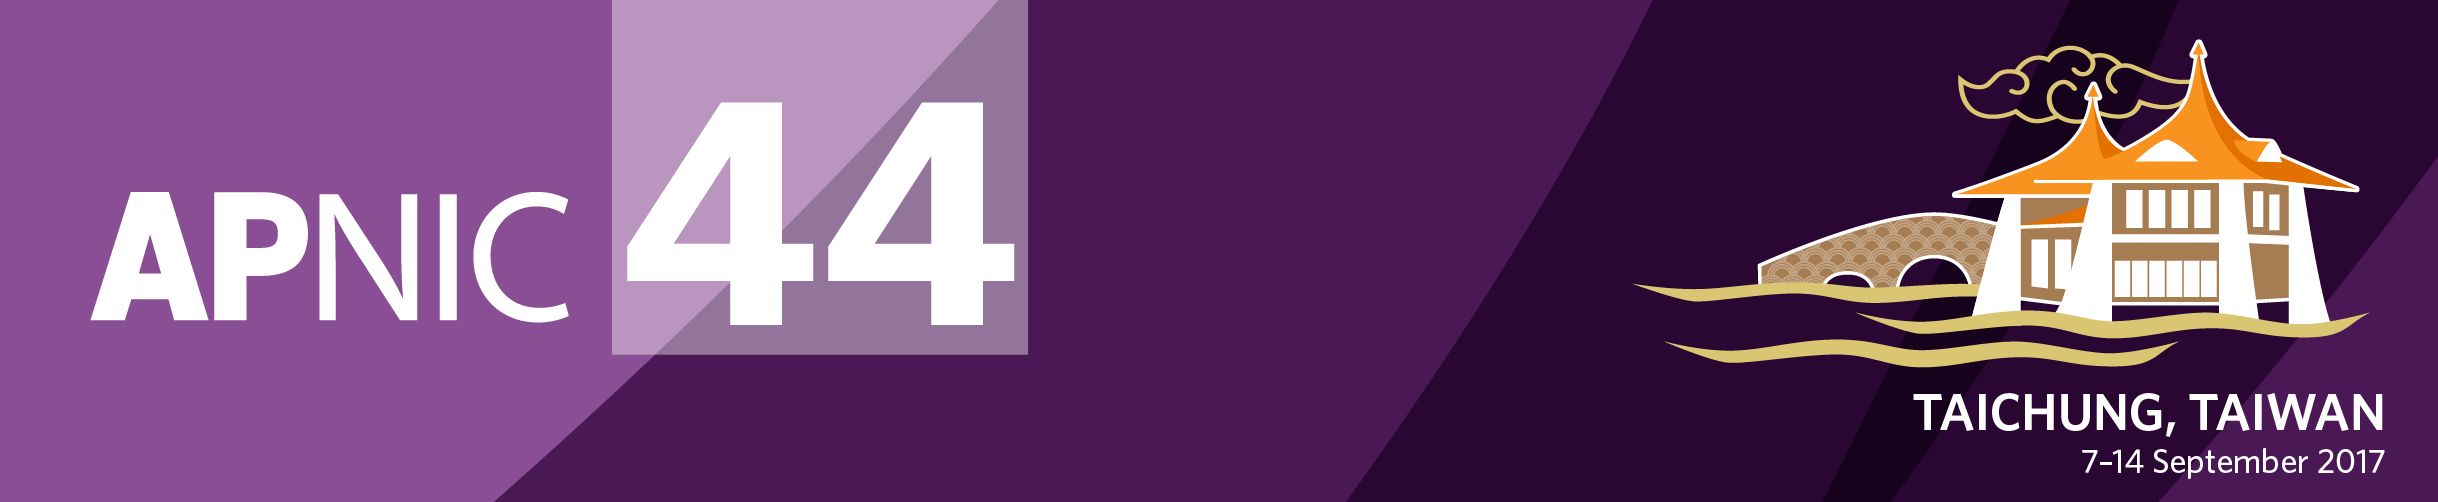 APNIC 44
TAICHUNG, TAIWAN
7–14 September 2017